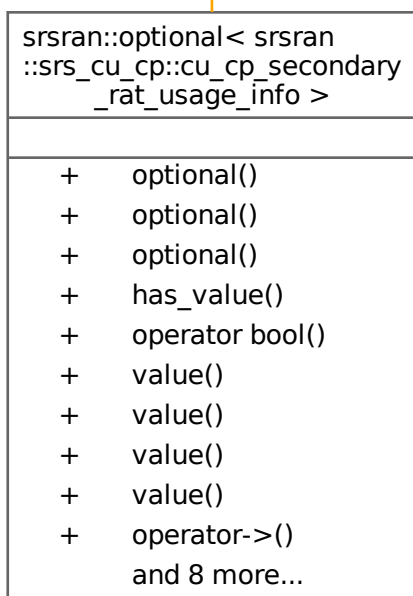 srsran::optional< srsran
::srs_cu_cp::cu_cp_secondary
_rat_usage_info >
+ optional()
+ optional()
+ optional()
+ has_value()
+ operator bool()
+ value()
+ value()
+ value()
+ value()
+ operator->()
and 8 more...